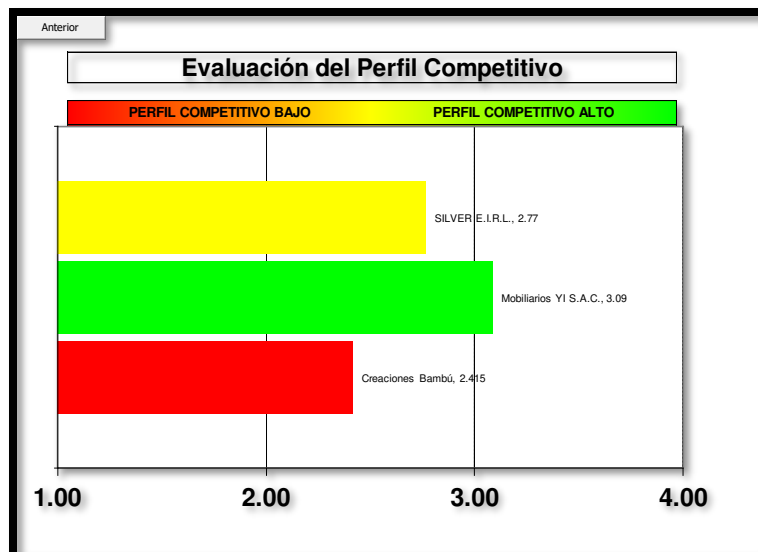 Anterior
Evaluación del Perfil Competitivo
PERFIL COMPETITIVO BAJO PERFIL COMPETITIVO ALTO
SILVER E.I.R.L., 2.77
Mobiliarios YI S.A.C., 3.09
Creaciones Bambú, 2.415
1.00 2.00 3.00 4.00